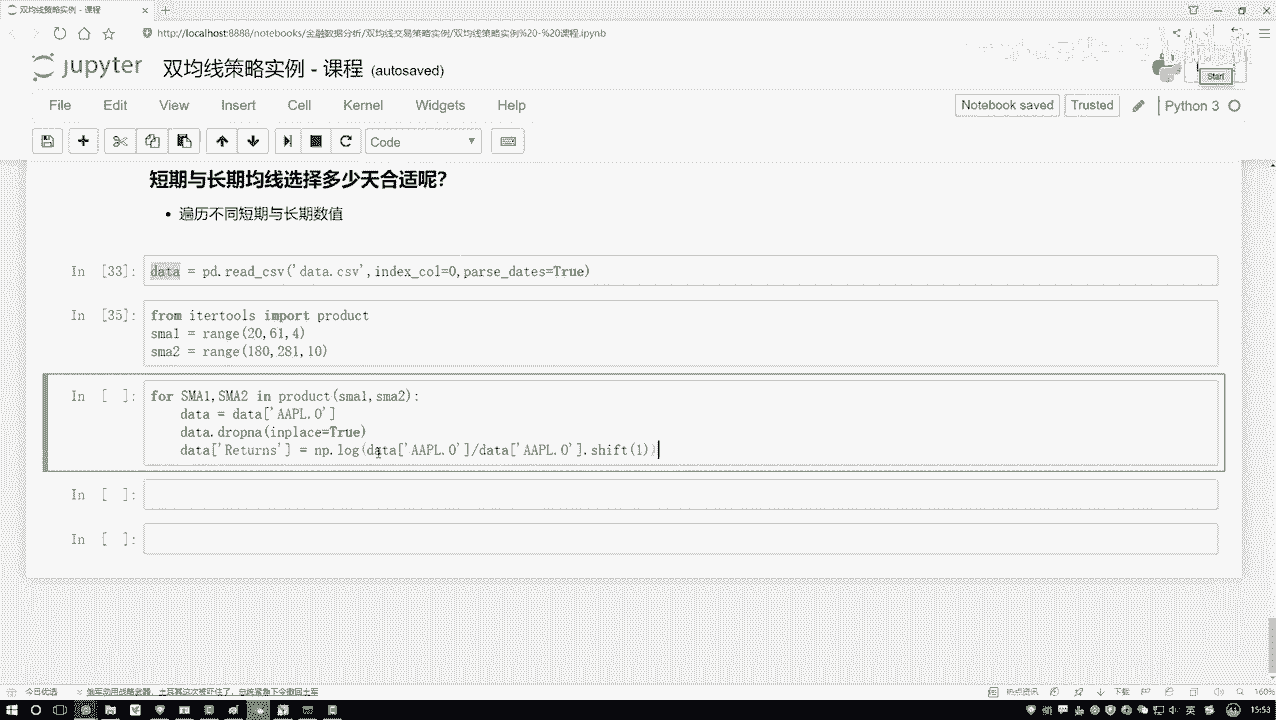 双均线策略实例 - 课程
http://localhost:8888/notebooks/金融数据分析/双均线交易策略实例/双均线策略实例%20-%20课程.ipynb
jupyter 双均线策略实例 - 课程 (autosaved)
Start
File Edit View Insert Cell Kernel Widgets Help
Notebook saved Trusted Python 3
Code
短期与长期均线选择多少天合适呢？
• 遍历不同短期与长期数值
In [33]: data = pd.read_csv('data.csv',index_col=0,parse_dates=True)
In [35]: from itertools import product
sma1 = range(20,61,4)
sma2 = range(180,281,10)
In [ ]: for SMA1,SMA2 in product(sma1,sma2):
data = data['AAPL.O']
data.dropna(inplace=True)
data['Returns'] = np.log(data['AAPL.O']/data['AAPL.O'].shift(1))
In [ ]:
In [ ]:
今日优选
热点资讯
下载
160%
英
15:53